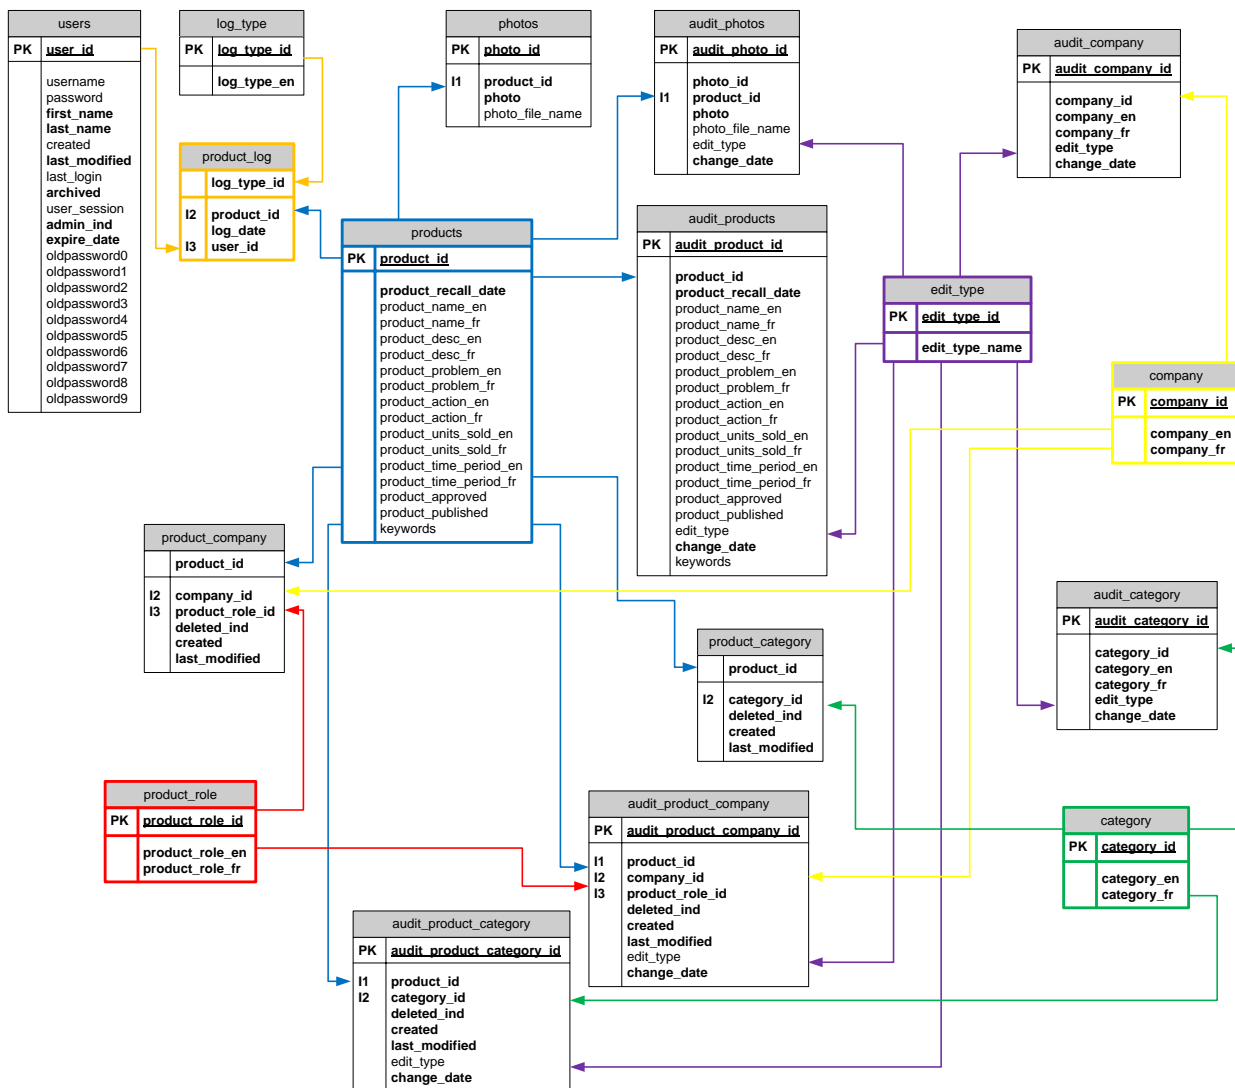 users
PK user_id
username
password
first_name
last_name
created
last_modified
last_login
archived
user_session
admin_ind
expire_date
oldpassword0
oldpassword1
oldpassword2
oldpassword3
oldpassword4
oldpassword5
oldpassword6
oldpassword7
oldpassword8
oldpassword9
log_type
PK log_type_id
log_type_en
product_log
log_type_id
I2 product_id
log_date
I3 user_id
photos
PK photo_id
I1 product_id
photo
photo_file_name
audit_photos
PK audit_photo_id
photo_id
I1 product_id
photo
photo_file_name
edit_type
change_date
audit_company
PK audit_company_id
company_id
company_en
company_fr
edit_type
change_date
products
PK product_id
product_recall_date
product_name_en
product_name_fr
product_desc_en
product_desc_fr
product_problem_en
product_problem_fr
product_action_en
product_action_fr
product_units_sold_en
product_units_sold_fr
product_time_period_en
product_time_period_fr
product_approved
product_published
keywords
audit_products
PK audit_product_id
product_id
product_recall_date
product_name_en
product_name_fr
product_desc_en
product_desc_fr
product_problem_en
product_problem_fr
product_action_en
product_action_fr
product_units_sold_en
product_units_sold_fr
product_time_period_en
product_time_period_fr
product_approved
product_published
edit_type
change_date
keywords
edit_type
PK edit_type_id
edit_type_name
company
PK company_id
company_en
company_fr
product_company
product_id
I2 company_id
I3 product_role_id
deleted_ind
created
last_modified
product_category
product_id
I2 category_id
deleted_ind
created
last_modified
audit_category
PK audit_category_id
category_id
category_en
category_fr
edit_type
change_date
product_role
PK product_role_id
product_role_en
product_role_fr
audit_product_company
PK audit_product_company_id
I1 product_id
I2 company_id
I3 product_role_id
deleted_ind
created
last_modified
edit_type
change_date
category
PK category_id
category_en
category_fr
audit_product_category
PK audit_product_category_id
I1 product_id
I2 category_id
deleted_ind
created
last_modified
edit_type
change_date